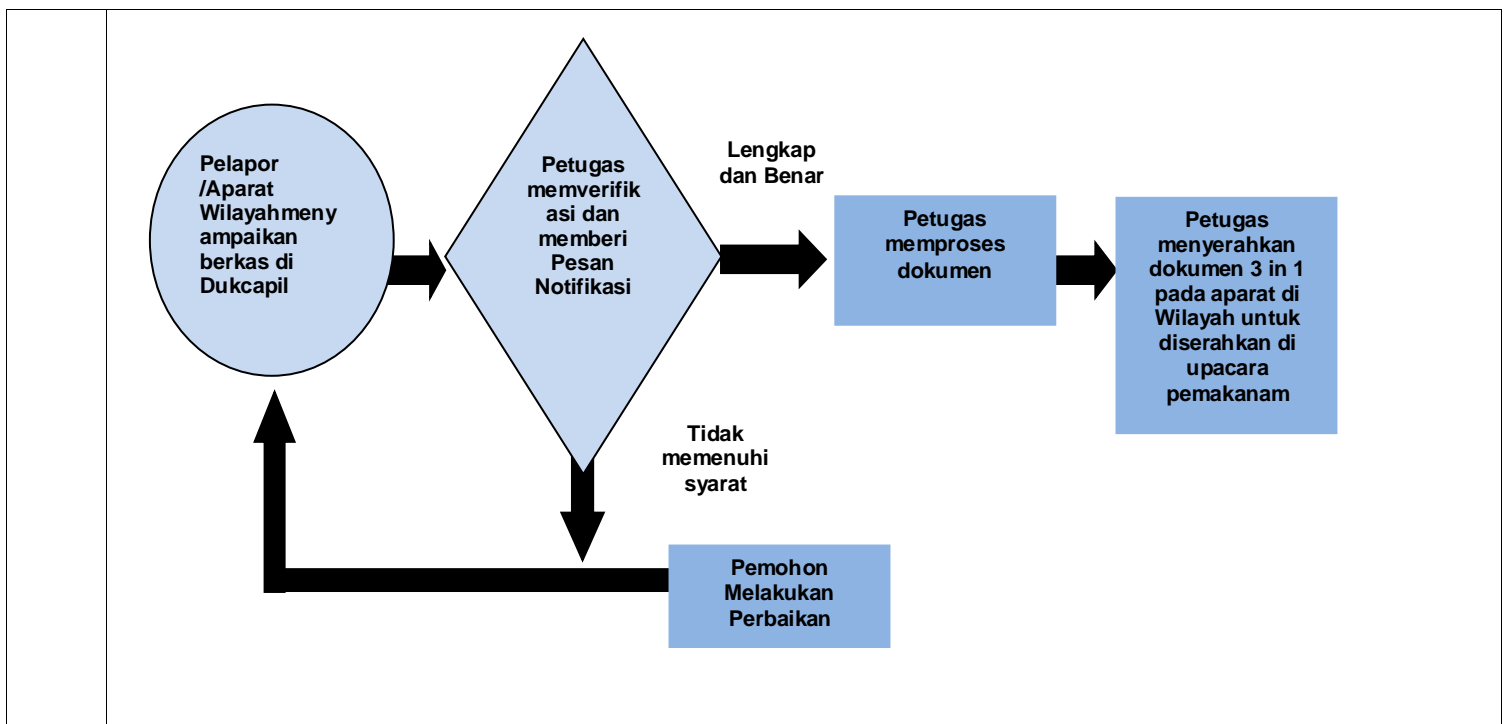 Pelapor
/Aparat
Wilayahmeny
ampaikan
berkas di
Dukcapil
Petugas
memverifik
asi dan
memberi
Pesan
Notifikasi
Lengkap
dan Benar
Petugas
memproses
dokumen
Petugas
menyerahkan
dokumen 3 in 1
pada aparat di
Wilayah untuk
diserahkan di
upacara
pemakanam
Tidak
memenuhi
syarat
Pemohon
Melakukan
Perbaikan